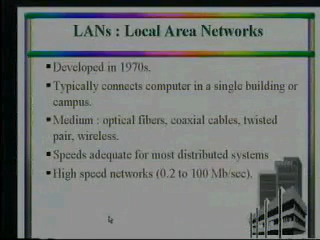 LANs : Local Area Networks
▪ Developed in 1970s.
▪ Typically connects computer in a single building or
campus.
▪ Medium : optical fibers, coaxial cables, twisted
pair, wireless.
▪ Speeds adequate for most distributed systems
▪ High speed networks (0.2 to 100 Mb/sec).